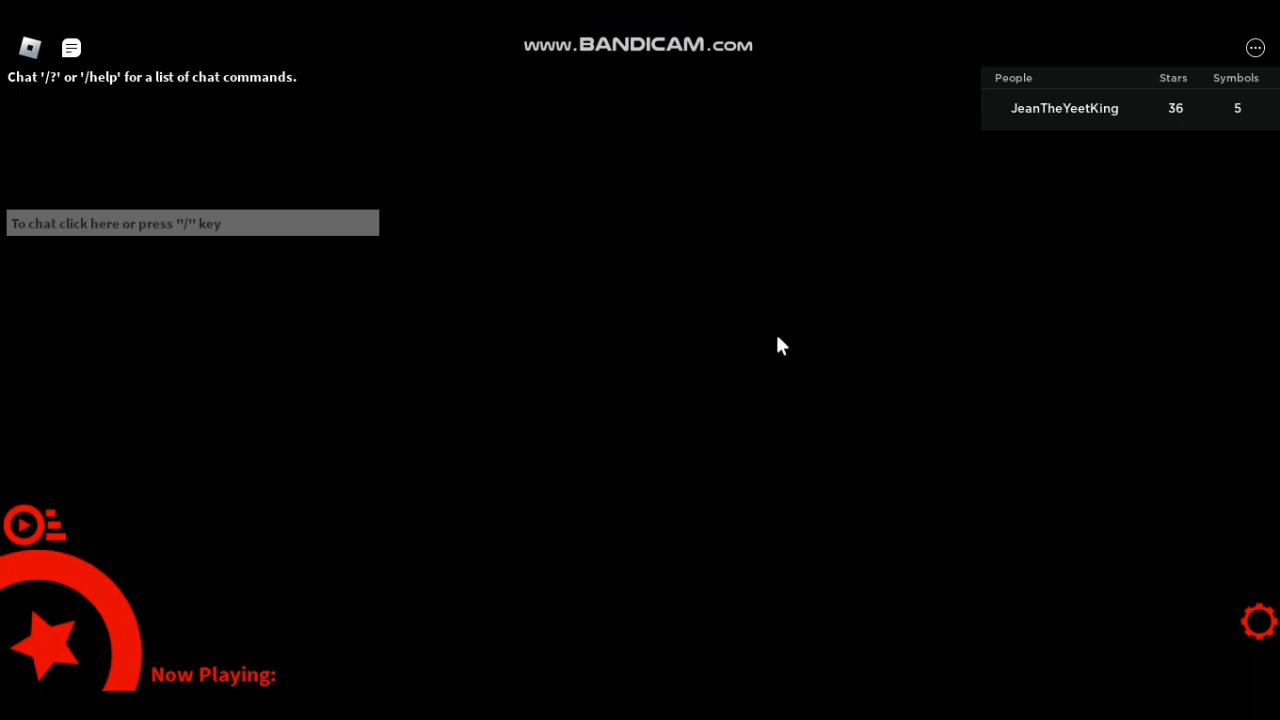 www.BANDICAM.com
Chat '/?' or '/help' for a list of chat commands.
People Stars Symbols
JeanTheYeetKing 36 5
To chat click here or press "/" key
Now Playing: